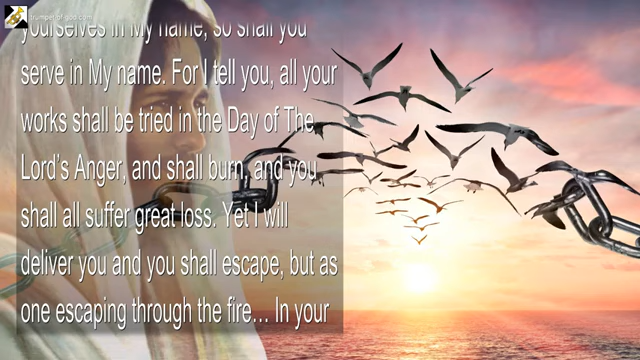 trumpet-of-god.com
yourselves in My name, so shall you
serve in My name. For I tell you, all your
works shall be tried in the Day of The
Lord's Anger, and shall burn, and you
shall all suffer great loss. Yet I will
deliver you and you shall escape, but as
one escaping through the fire… In your